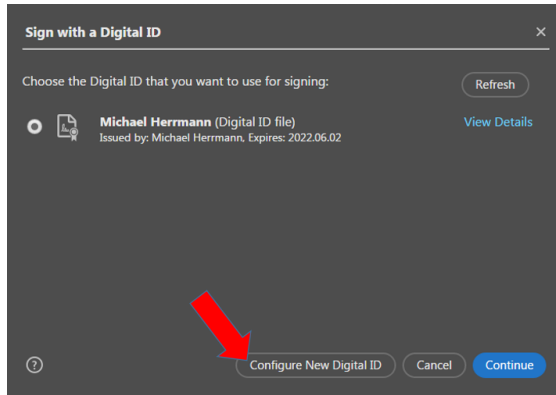 Sign with a Digital ID
×
Choose the Digital ID that you want to use for signing:
Refresh
Michael Herrmann (Digital ID file)
View Details
Issued by: Michael Herrmann, Expires: 2022.06.02
?
Configure New Digital ID
Cancel
Continue